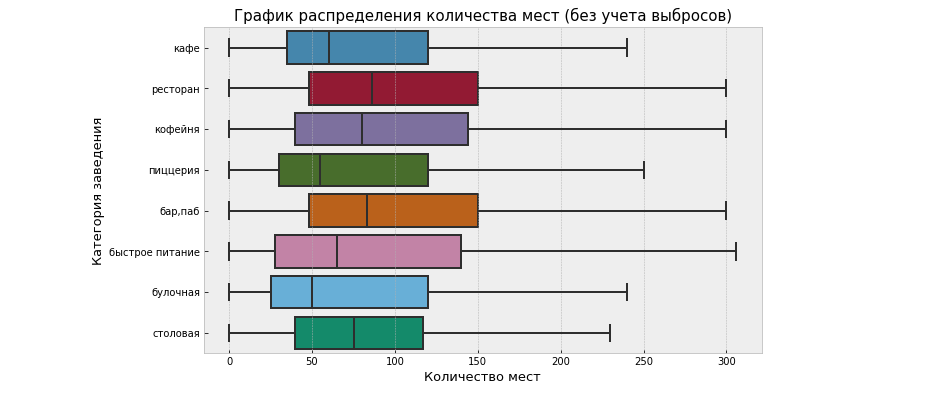 График распределения количества мест (без учета выбросов)
Категория заведения
кафе
ресторан
кофейня
пиццерия
бар,паб
быстрое питание
булочная
столовая
0 50 100 150 200 250 300
Количество мест